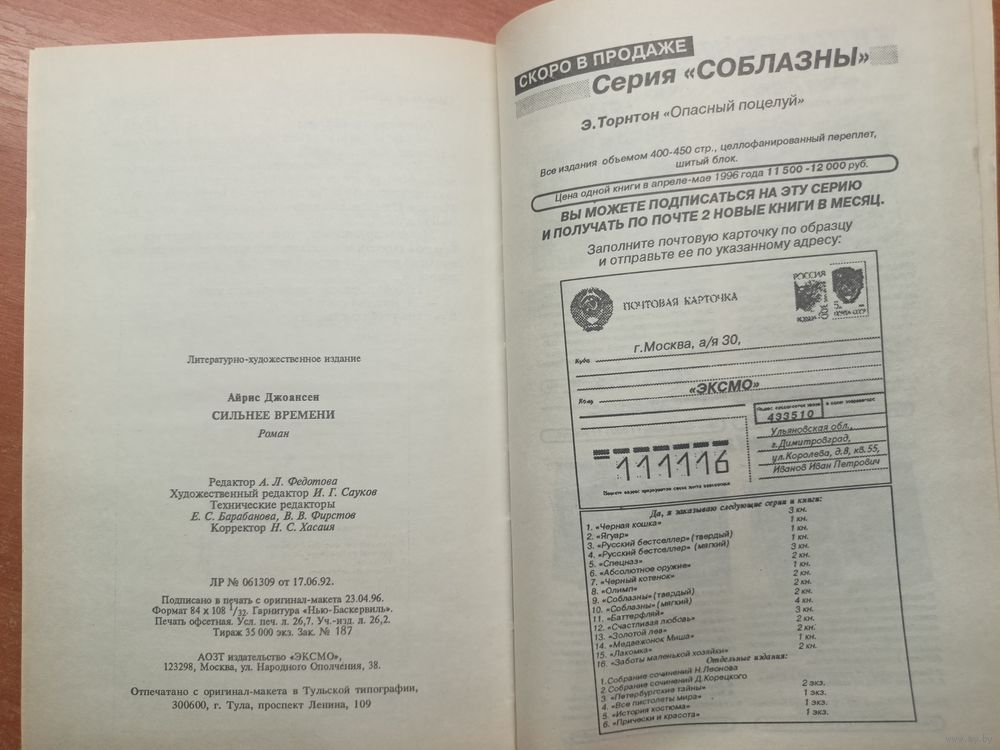 Литературно-художественное издание
Айрис Джоансен
СИЛЬНЕЕ ВРЕМЕНИ
Роман
Редактор А. Л. Федотова
Художественный редактор И. Г. Сауков
Технические редакторы
Е. С. Барабанова, В. В. Фирстов
Корректор Н. С. Хасаия
ЛР № 061309 от 17.06.92.
Подписано в печать с оригинал-макета 23.04.96.
Формат 84 х 108 1/32. Гарнитура «Нью-Баскервиль».
Печать офсетная. Усл. печ. л. 26,7. Уч.-изд. л. 26,2.
Тираж 35 000 экз. Зак. № 187
АОЗТ издательство «ЭКСМО»,
123298, Москва, ул. Народного Ополчения, 38.
Отпечатано с оригинал-макета в Тульской типографии,
300600, г. Тула, проспект Ленина, 109
СКОРО В ПРОДАЖЕ
Серия «СОБЛАЗНЫ»
Э.Торнтон «Опасный поцелуй»
Все издания объемом 400-450 стр., целлофанированный переплет,
шитый блок.
Цена одной книги в апреле-мае 1996 года 11 500 -12 000 руб.
ВЫ МОЖЕТЕ ПОДПИСАТЬСЯ НА ЭТУ СЕРИЮ
И ПОЛУЧАТЬ ПО ПОЧТЕ 2 НОВЫЕ КНИГИ В МЕСЯЦ.
Заполните почтовую карточку по образцу
и отправьте ее по указанному адресу:
РОССИЯ
ПОЧТОВАЯ КАРТОЧКА
ПОЧТА СССР
Куда г.Москва, а/я 30,
Кому «ЭКСМО»
433510
Ульяновская обл.,
г.Димитровград,
ул.Королева, д.8, кв.55,
Иванов Иван Петрович
111116
Да, я заказываю следующие серии и книги:
1. «Черная кошка» 3 кн.
2. «Ягуар» 1 кн.
3. «Русский бестселлер» (твердый) 1 кн.
4. «Русский бестселлер» (мягкий) 1 кн.
5. «Спецназ» 3 кн.
6. «Абсолютное оружие» 2 кн.
7. «Черный котенок» 1 кн.
8. «Олимп» 2 кн.
9. «Соблазны» (твердый) 2 кн.
10. «Соблазны» (мягкий) 2 кн.
11. «Баттерфляй» 4 кн.
12. «Счастливая любовь» 3 кн.
13. «Золотой лев» 2 кн.
14. «Медвежонок Миша» 2 кн.
15. «Лакомка» 1 кн.
16. «Заботы маленькой хозяйки» 2 кн.
Отдельные издания:
1.Собрание сочинений Н.Леонова
2.Собрание сочинений Д.Корецкого
3. «Петербургские тайны» 2 экз.
4. «Все пистолеты мира» 1 экз.
5. «История костюма» 1 экз.
6. «Прически и красота» 1 экз.